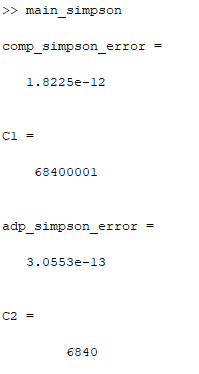 >> main_simpson
comp_simpson_error =
1.8225e-12
C1 =
68400001
adp_simpson_error =
3.0553e-13
C2 =
6840